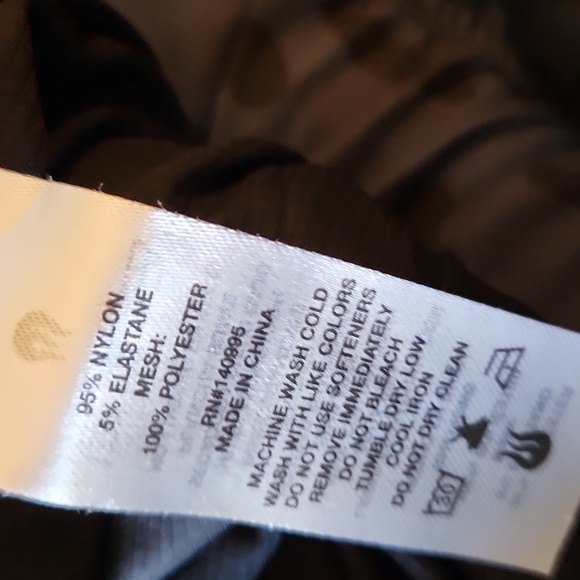 95% NYLON
5% ELASTANE
MESH:
100% POLYESTER
RN#140995
MADE IN CHINA
MACHINE WASH COLD
WASH WITH LIKE COLORS
DO NOT USE SOFTENERS
REMOVE IMMEDIATELY
DO NOT BLEACH
TUMBLE DRY LOW
COOL IRON
DO NOT DRY CLEAN
30